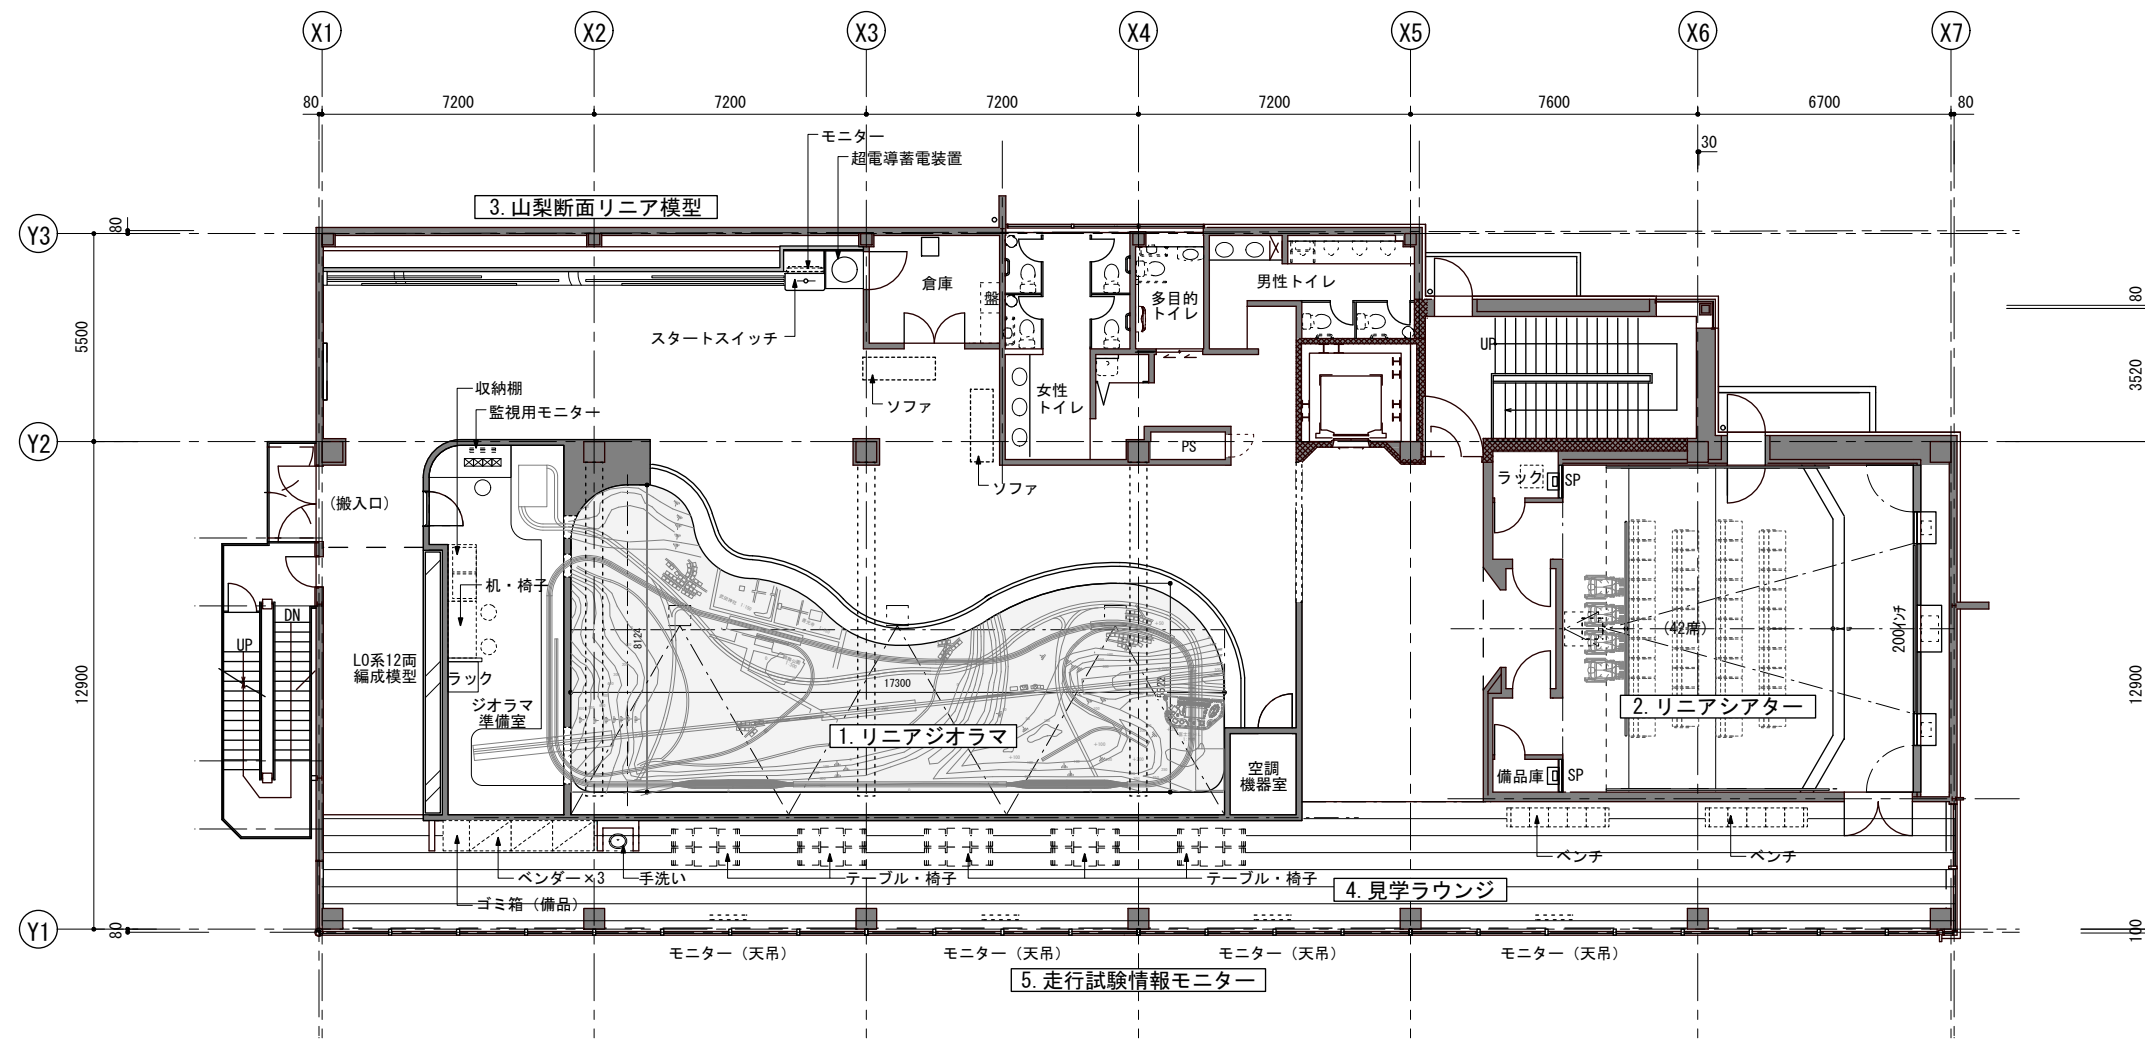 X1
X2
X3
X4
X5
X6
X7
80
7200
7200
7200
7200
7600
6700
80
30
モニター
超電導蓄電装置
3. 山梨断面リニア模型
80
Y3
倉庫
盤
多目的
トイレ
男性トイレ
80
スタートスイッチ
5500
UP
3520
収納棚
監視用モニター
ソファ
女性
トイレ
Y2
PS
ラック
SP
ソファ
(搬入口)
机・椅子
8124
DN
UP
(42席)
200インチ
L0系12両
編成模型
ラック
12900
17300
12900
ジオラマ
準備室
1. リニアジオラマ
2. リニアシアター
空調
機器室
備品庫
SP
ベンチ
ベンチ
ベンダー×3
手洗い
テーブル・椅子
テーブル・椅子
4. 見学ラウンジ
ゴミ箱（備品）
Y1
80
100
モニター（天吊）
モニター（天吊）
モニター（天吊）
モニター（天吊）
5. 走行試験情報モニター